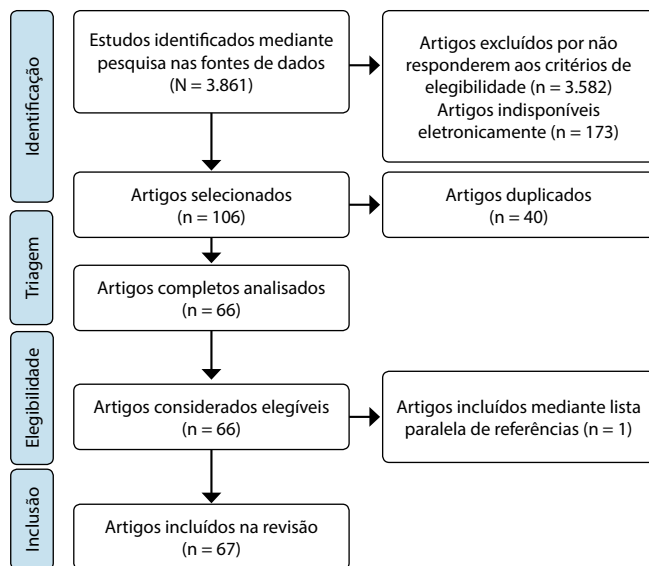 Identificação
Estudos identificados mediante
pesquisa nas fontes de dados
(N = 3.861)
Artigos excluídos por não
responderem aos critérios de
elegibilidade (n = 3.582)
Artigos indisponíveis
eletronicamente (n = 173)
Artigos selecionados
(n = 106)
Artigos duplicados
(n = 40)
Triagem
Artigos completos analisados
(n = 66)
Elegibilidade
Artigos considerados elegíveis
(n = 66)
Artigos incluídos mediante lista
paralela de referências (n = 1)
Inclusão
Artigos incluídos na revisão
(n = 67)